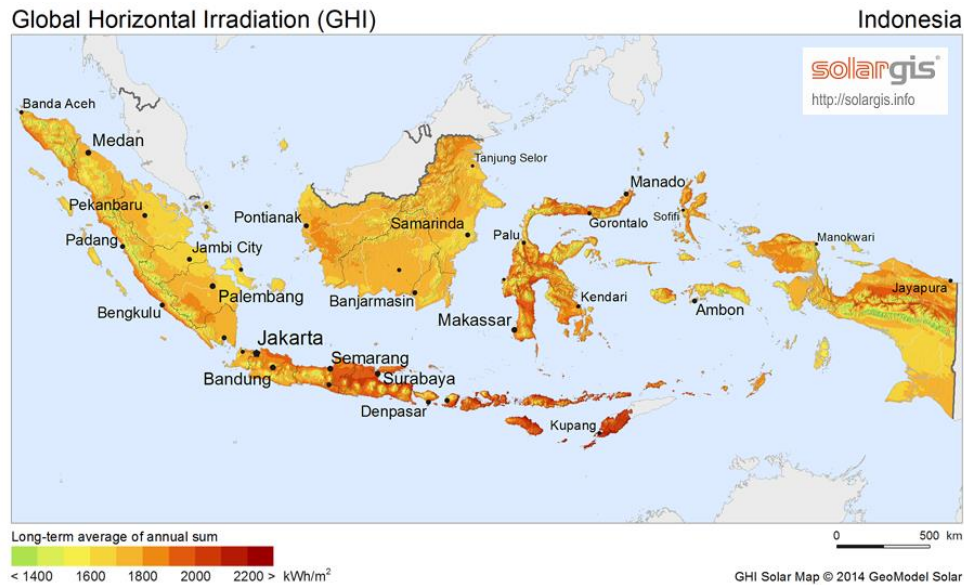 Global Horizontal Irradiation (GHI)
Indonesia
solargis
http://solargis.info
Banda Aceh
Medan
Tanjung Selor
Pekanbaru
Manado
Pontianak
Samarinda
Gorontalo
Sofifi
Padang
Jambi City
Palu
Manokwari
Palembang
Banjarmasin
Kendari
Jayapura
Bengkulu
Makassar
Ambon
Jakarta
Semarang
Bandung
Surabaya
Denpasar
Kupang
Long-term average of annual sum
< 1400 1600 1800 2000 2200 > kWh/m²
0 500 km
GHI Solar Map © 2014 GeoModel Solar